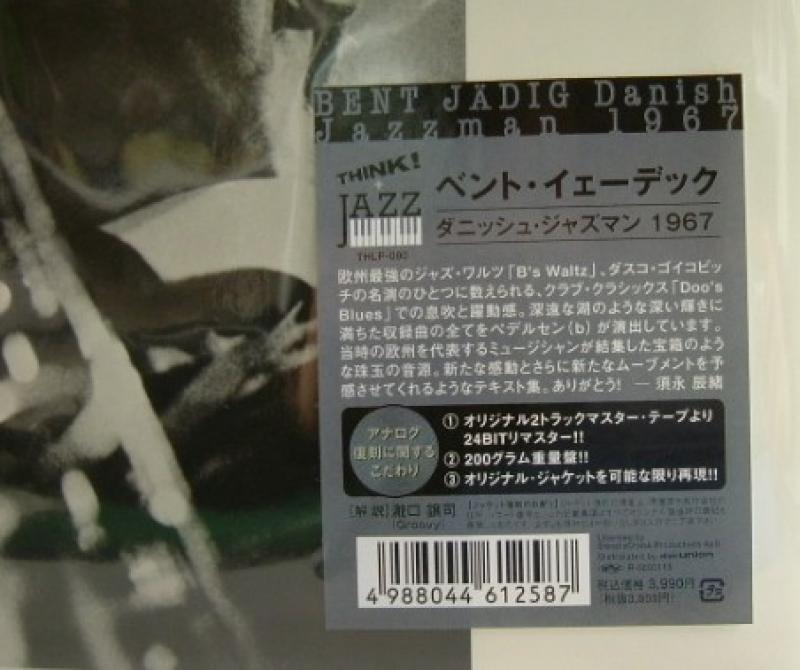 BENT JÄDIG Danish
Jazzman 1967
THINK!
JAZZ
ベント・イェーデック
ダニッシュ・ジャズマン 1967
欧州最強のジャズ・ワルツ「B's Waltz」、ダスコ・ゴイコビッ
チの名演のひとつに数えられる、クラブ・クラシックス「Doo's
Blues」での息吹と躍動感。深遠な湖のような深い輝きに
満ちた収録曲の全てをペデルセン(b)が演出しています。
当時の欧州を代表するミュージシャンが結集した宝箱のよう
な珠玉の音源。新たな感動とさらに新たなムーブメントを予
感させてくれるようなテキスト集。ありがとう! ― 須永 辰緒
アナログ
復刻に関する
こだわり
① オリジナル2トラックマスター・テープより
24BITリマスター!!
② 200グラム重量盤!!
③ オリジナル・ジャケットを可能な限り再現!!
[解説] 瀧口 譲司
(Groovy)
Distributed by diskunion
4 988044 612587
税込価格 3,990円